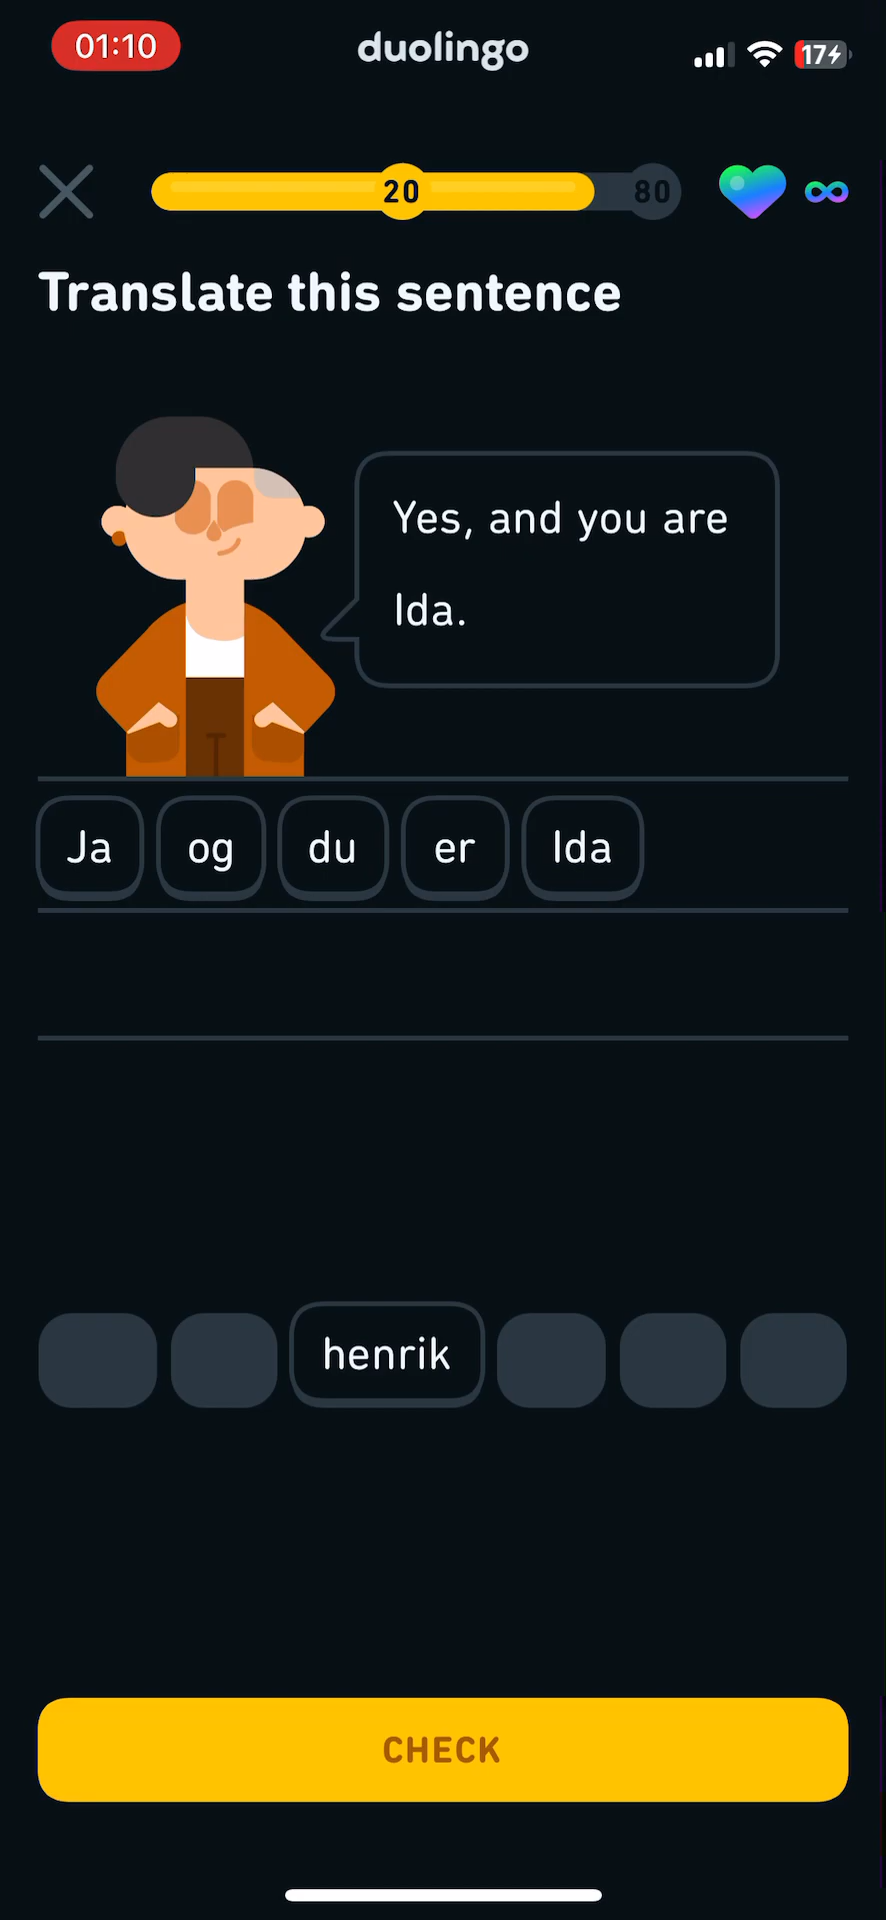 01:10 duolingo 17
20 80
Translate this sentence
Yes, and you are
Ida.
Ja og du er Ida
henrik
CHECK